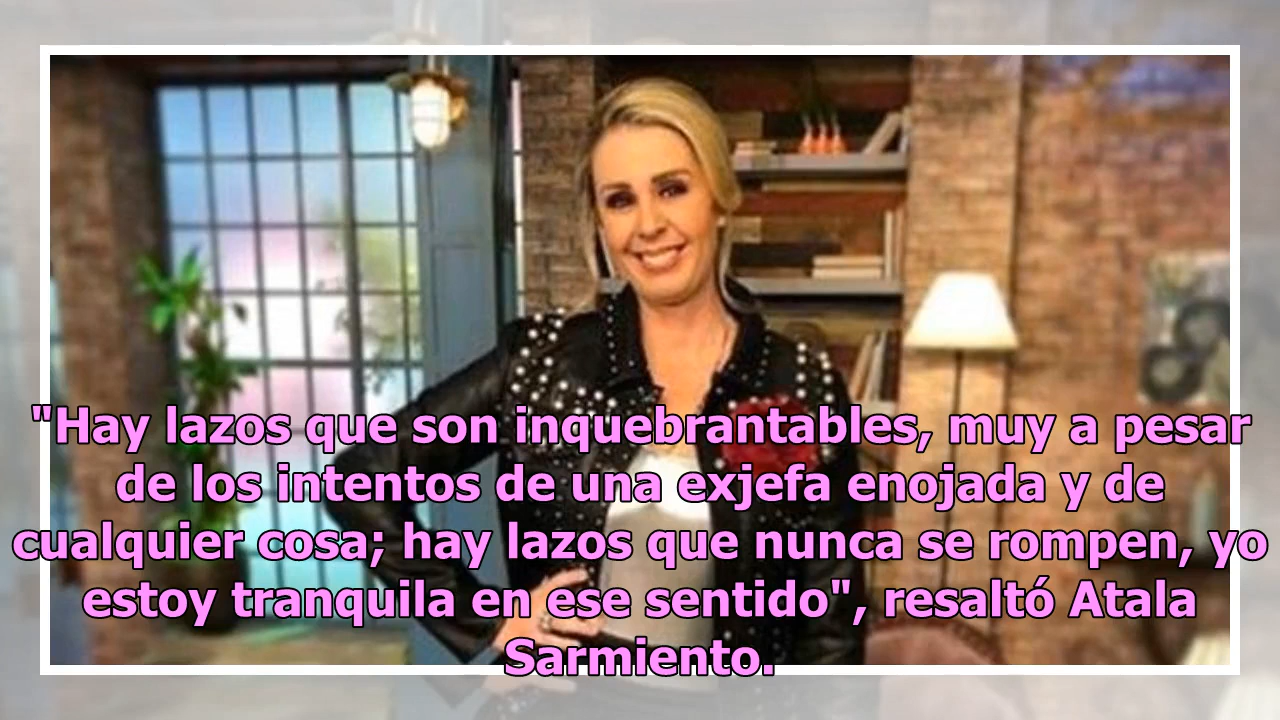 "Hay lazos que son inquebrantables, muy a pesar
de los intentos de una exjefa enojada y de
cualquier cosa; hay lazos que nunca se rompen, yo
estoy tranquila en ese sentido", resaltó Atala
Sarmiento.